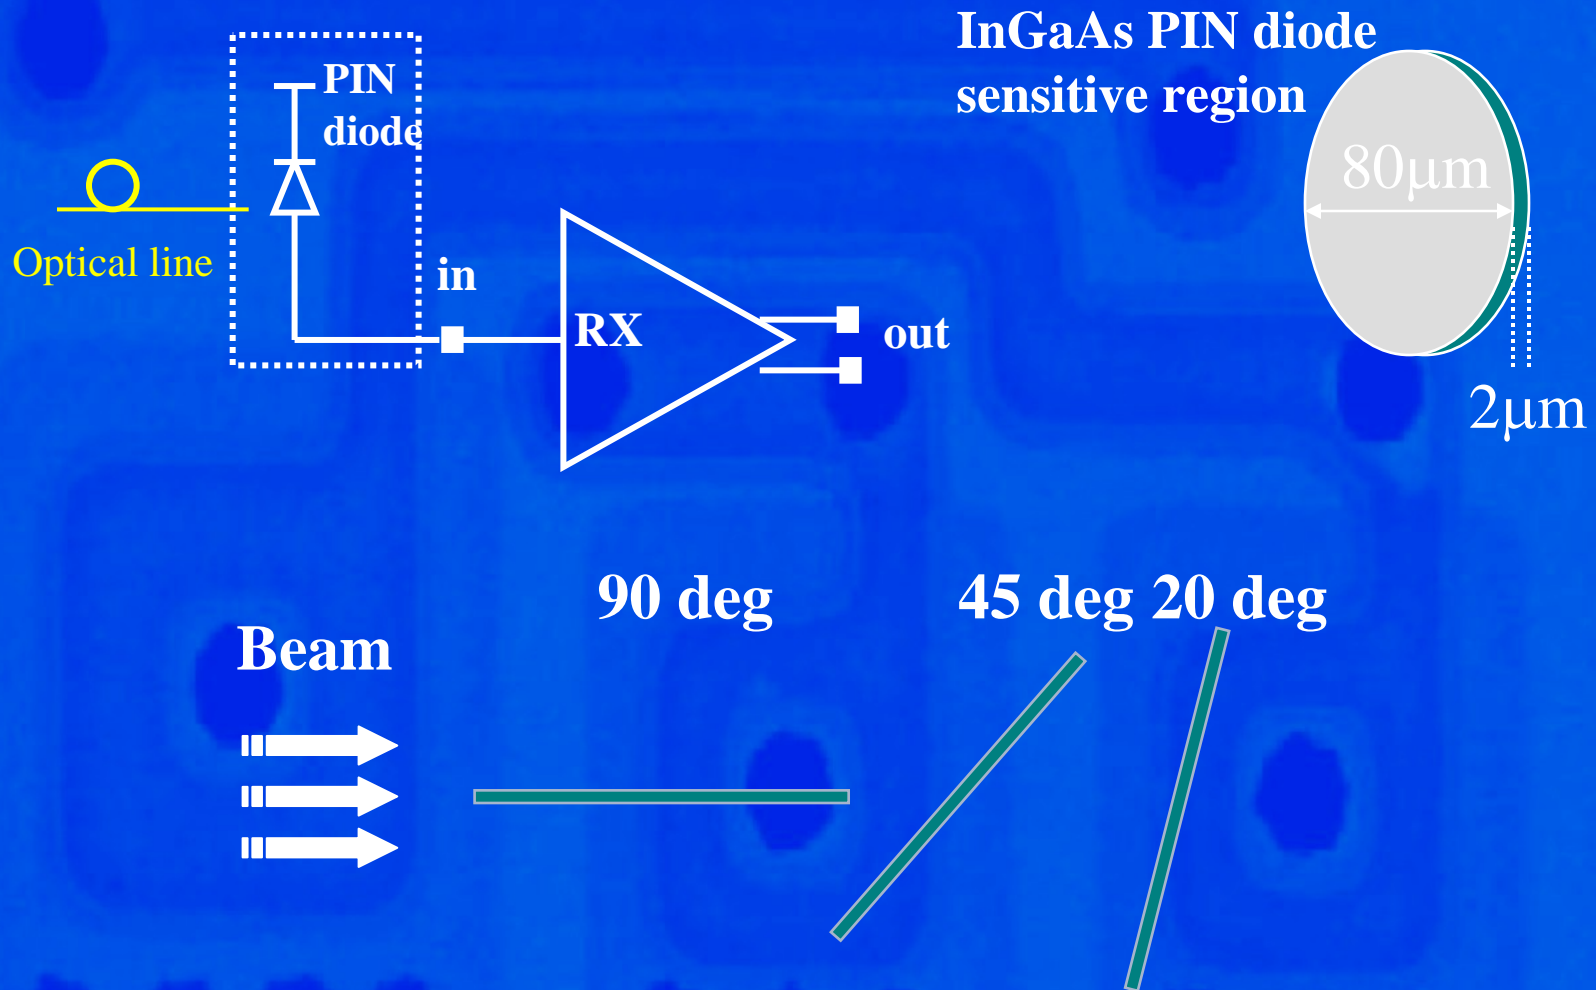 InGaAs PIN diode
sensitive region
PIN
diode
80μm
Optical line
in
RX
out
2μm
90 deg
45 deg 20 deg
Beam